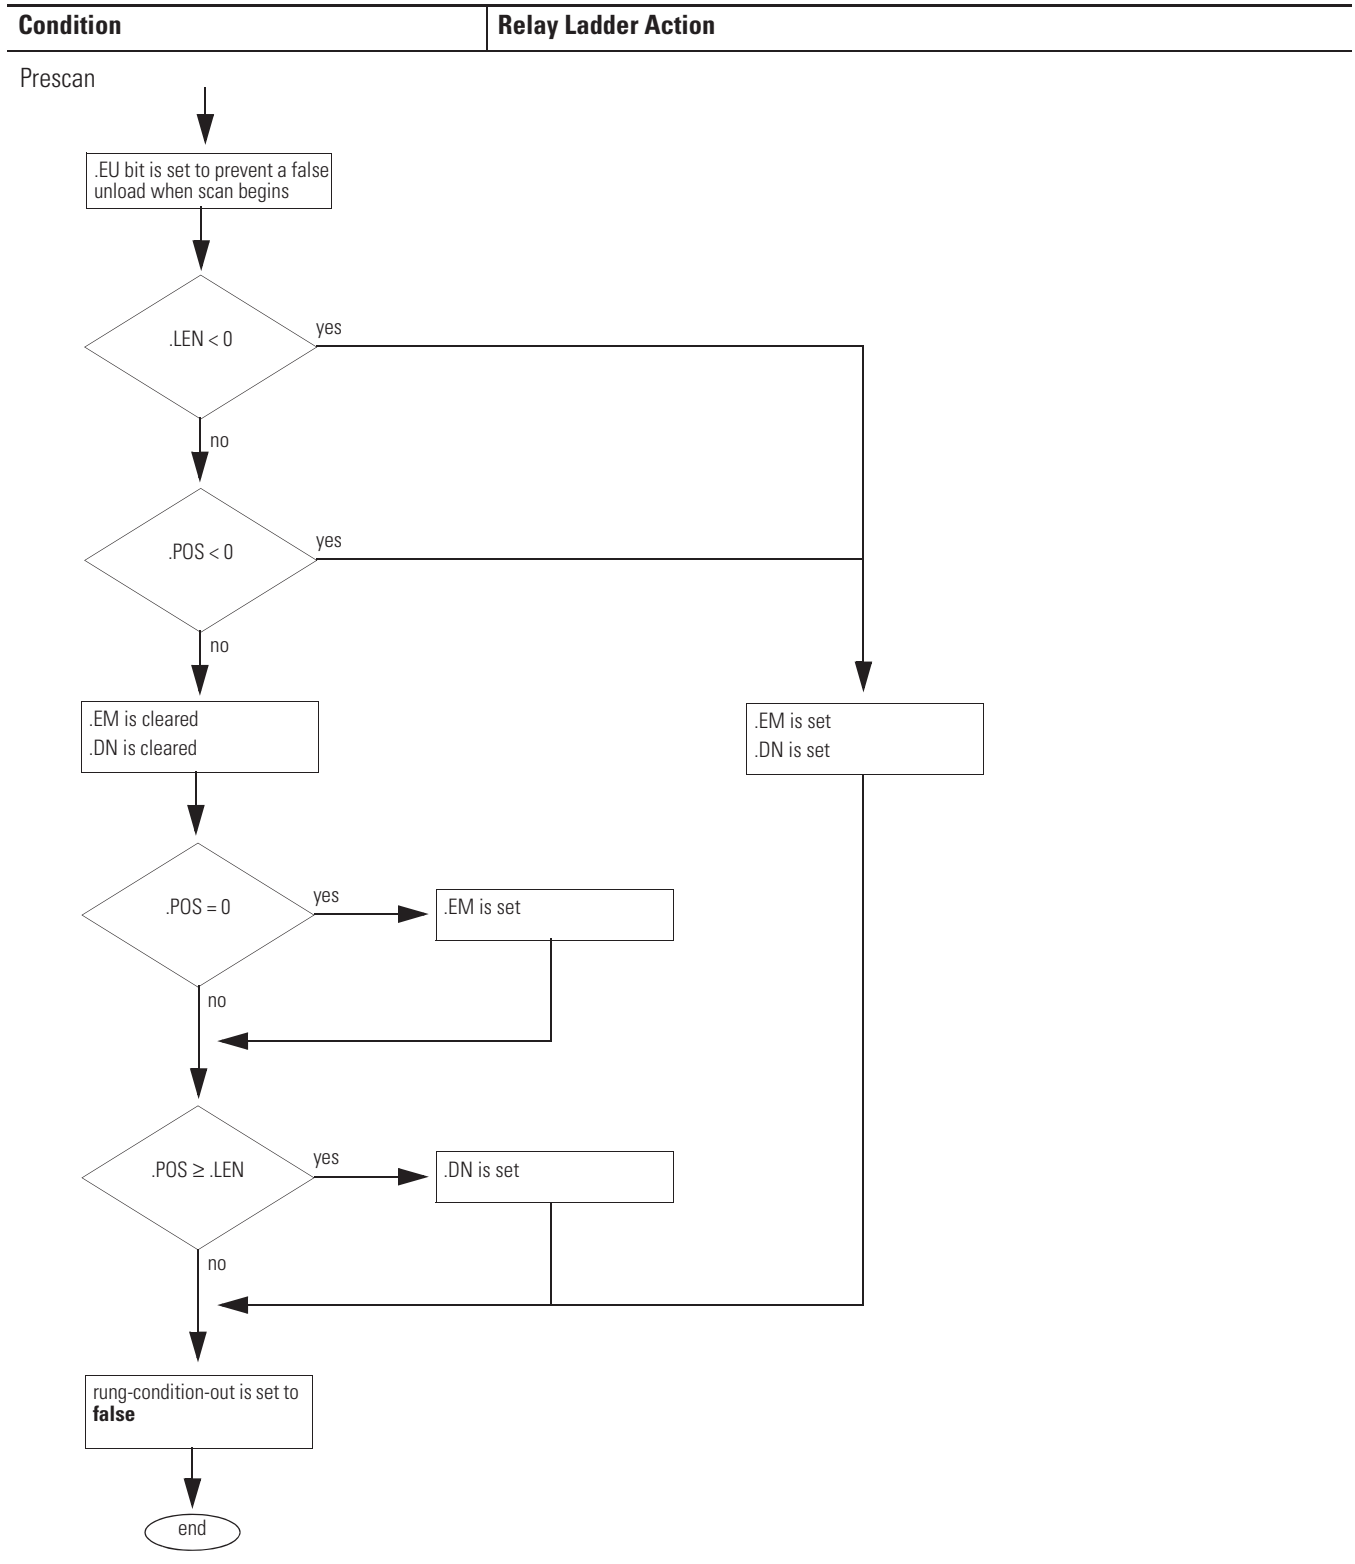 Condition
Relay Ladder Action
Prescan
.EU bit is set to prevent a false
unload when scan begins
.LEN < 0
yes
no
.POS < 0
yes
no
.EM is cleared
.DN is cleared
.EM is set
.DN is set
.POS = 0
yes
.EM is set
no
.POS ≥ .LEN
yes
.DN is set
no
rung-condition-out is set to
false
end